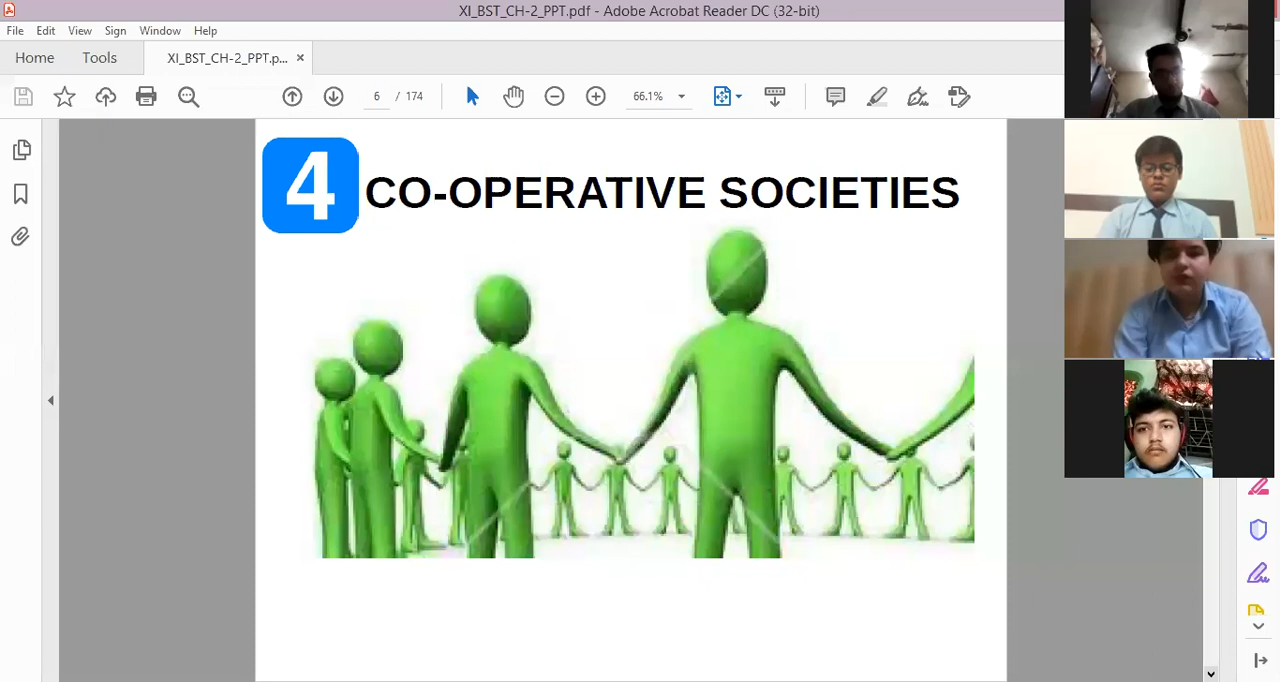 XI_BST_CH-2_PPT.pdf - Adobe Acrobat Reader DC (32-bit)
File Edit View Sign Window Help
Home Tools XI_BST_CH-2_PPT.p... ×
6 / 174 66.1%
4 CO-OPERATIVE SOCIETIES